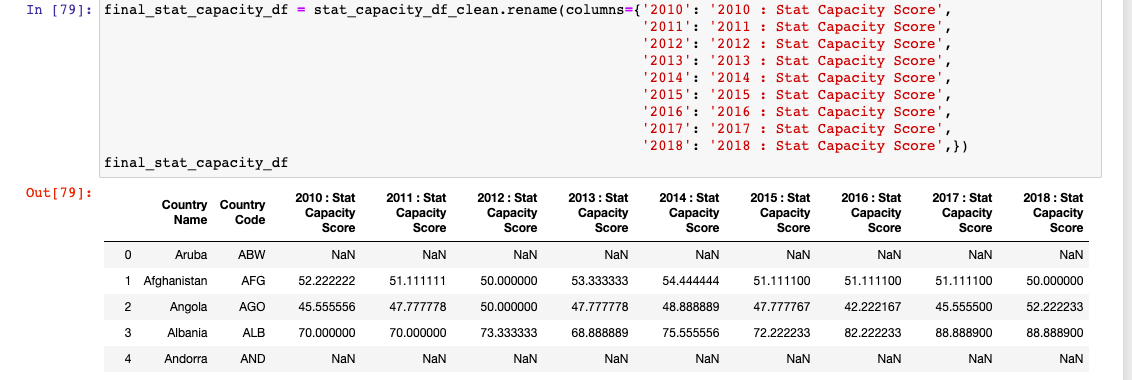 In [79]: final_stat_capacity_df = stat_capacity_df_clean.rename(columns={'2010': '2010 : Stat Capacity Score',
'2011': '2011 : Stat Capacity Score',
'2012': '2012 : Stat Capacity Score',
'2013': '2013 : Stat Capacity Score',
'2014': '2014 : Stat Capacity Score',
'2015': '2015 : Stat Capacity Score',
'2016': '2016 : Stat Capacity Score',
'2017': '2017 : Stat Capacity Score',
'2018': '2018 : Stat Capacity Score',})
final_stat_capacity_df
Out[79]:
Country Name Country Code 2010 : Stat Capacity Score 2011 : Stat Capacity Score 2012 : Stat Capacity Score 2013 : Stat Capacity Score 2014 : Stat Capacity Score 2015 : Stat Capacity Score 2016 : Stat Capacity Score 2017 : Stat Capacity Score 2018 : Stat Capacity Score
0 Aruba ABW NaN NaN NaN NaN NaN NaN NaN NaN NaN
1 Afghanistan AFG 52.222222 51.111111 50.000000 53.333333 54.444444 51.111100 51.111100 51.111100 50.000000
2 Angola AGO 45.555556 47.777778 50.000000 47.777778 48.888889 47.777767 42.222167 45.555500 52.222233
3 Albania ALB 70.000000 70.000000 73.333333 68.888889 75.555556 72.222233 82.222233 88.888900 88.888900
4 Andorra AND NaN NaN NaN NaN NaN NaN NaN NaN NaN